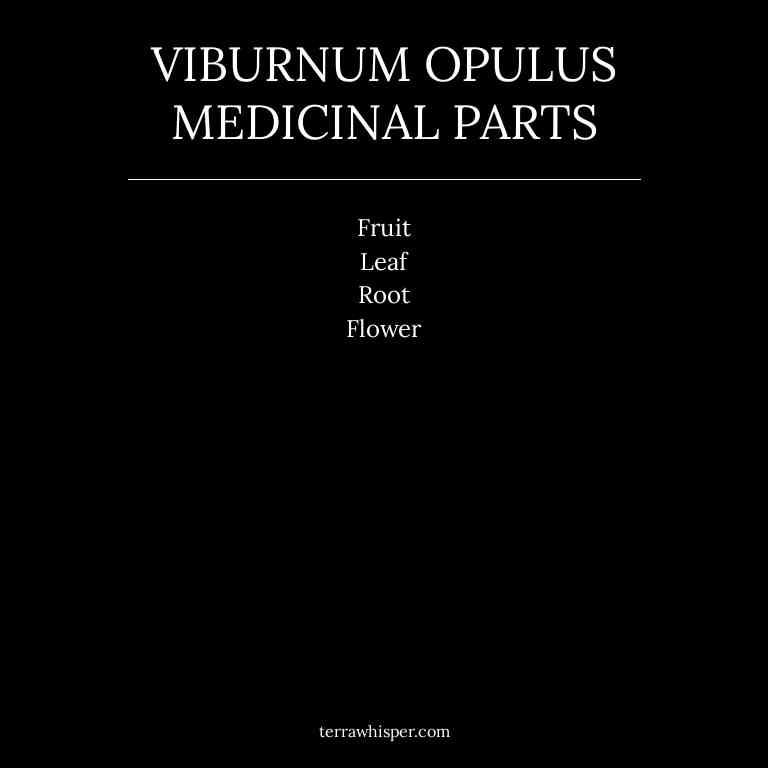 VIBURNUM OPULUS
MEDICINAL PARTS
Fruit
Leaf
Root
Flower
terrawhisper.com